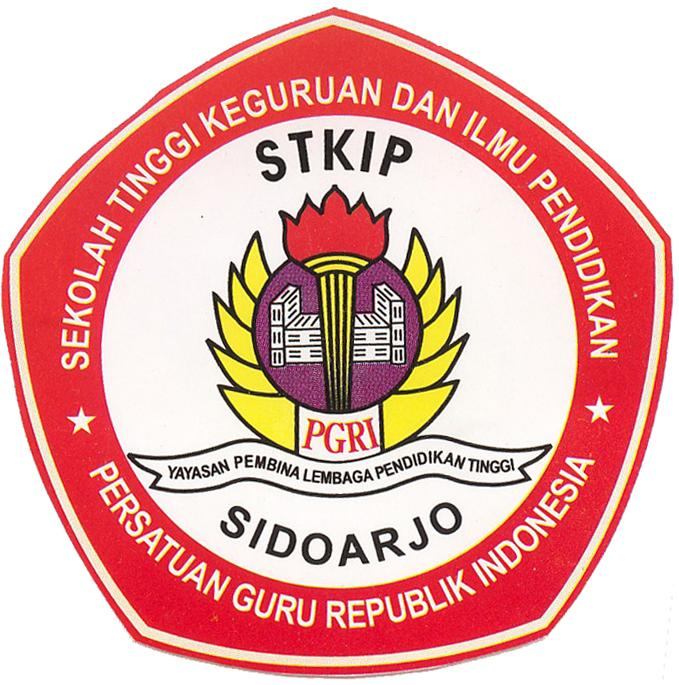 SEKOLAH TINGGI KEGURUAN DAN ILMU PENDIDIKAN
STKIP
PGRI
YAYASAN PEMBINA LEMBAGA PENDIDIKAN TINGGI
SIDOARJO
PERSATUAN GURU REPUBLIK INDONESIA